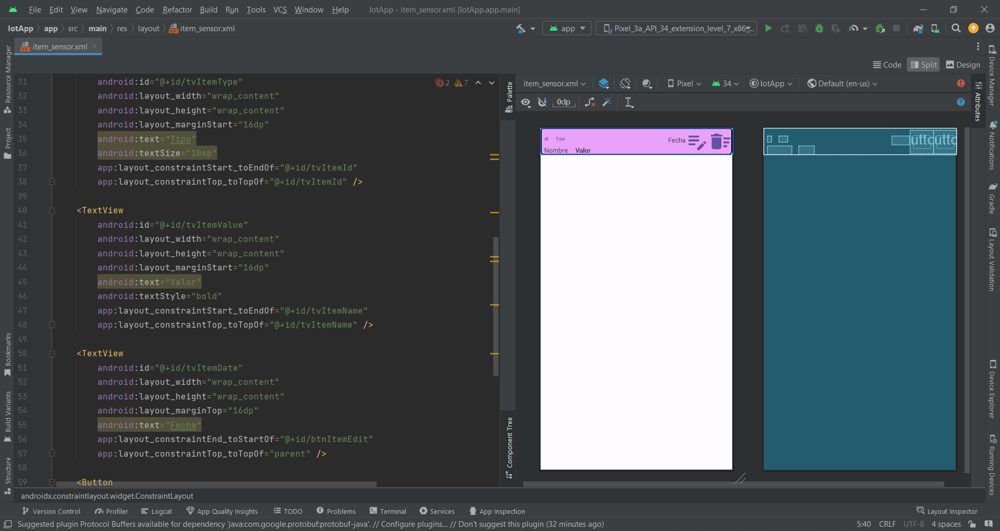 File Edit View Navigate Code Refactor Build Run Tools VCS Window Help IotApp - item_sensor.xml [IotApp.app.main]
IotApp app src main res layout item_sensor.xml app Pixel_3a_API_34_extension_level_7_x86
item_sensor.xml
Code Split Design
Resource Manager
Project
Bookmarks
Build Variants
Structure
31 android:id="@+id/tvItemType"
2 7
32 android:layout_width="wrap_content"
33 android:layout_height="wrap_content"
34 android:layout_marginStart="16dp"
35 android:text="Tipo"
36 android:textSize="10sp"
37 app:layout_constraintStart_toEndOf="@+id/tvItemId"
38 app:layout_constraintTop_toTopOf="@+id/tvItemId" />
39
40 <TextView
41 android:id="@+id/tvItemValue"
42 android:layout_width="wrap_content"
43 android:layout_height="wrap_content"
44 android:layout_marginStart="16dp"
45 android:text="Valor"
46 android:textStyle="bold"
47 app:layout_constraintStart_toEndOf="@+id/tvItemName"
48 app:layout_constraintTop_toTopOf="@+id/tvItemName" />
49
50 <TextView
51 android:id="@+id/tvItemDate"
52 android:layout_width="wrap_content"
53 android:layout_height="wrap_content"
54 android:layout_marginTop="16dp"
55 android:text="Fecha"
56 app:layout_constraintEnd_toStartOf="@+id/btnItemEdit"
57 app:layout_constraintTop_toTopOf="parent" />
58
59 <Button
Palette
Component Tree
item_sensor.xml Pixel 34 IotApp Default (en-us)
0dp
id Tipo Fecha
Nombre Valor
utto utto
Attributes
Device Manager
Notifications
Gradle
Layout Validation
Device Explorer
Running Devices
androidx.constraintlayout.widget.ConstraintLayout
Version Control Profiler Logcat App Quality Insights TODO Problems Terminal Services App Inspection Layout Inspector
Suggested plugin Protocol Buffers available for dependency 'java:com.google.protobuf:protobuf-java'. // Configure plugins... // Don't suggest this plugin (32 minutes ago) 5:40 CRLF UTF-8 4 spaces